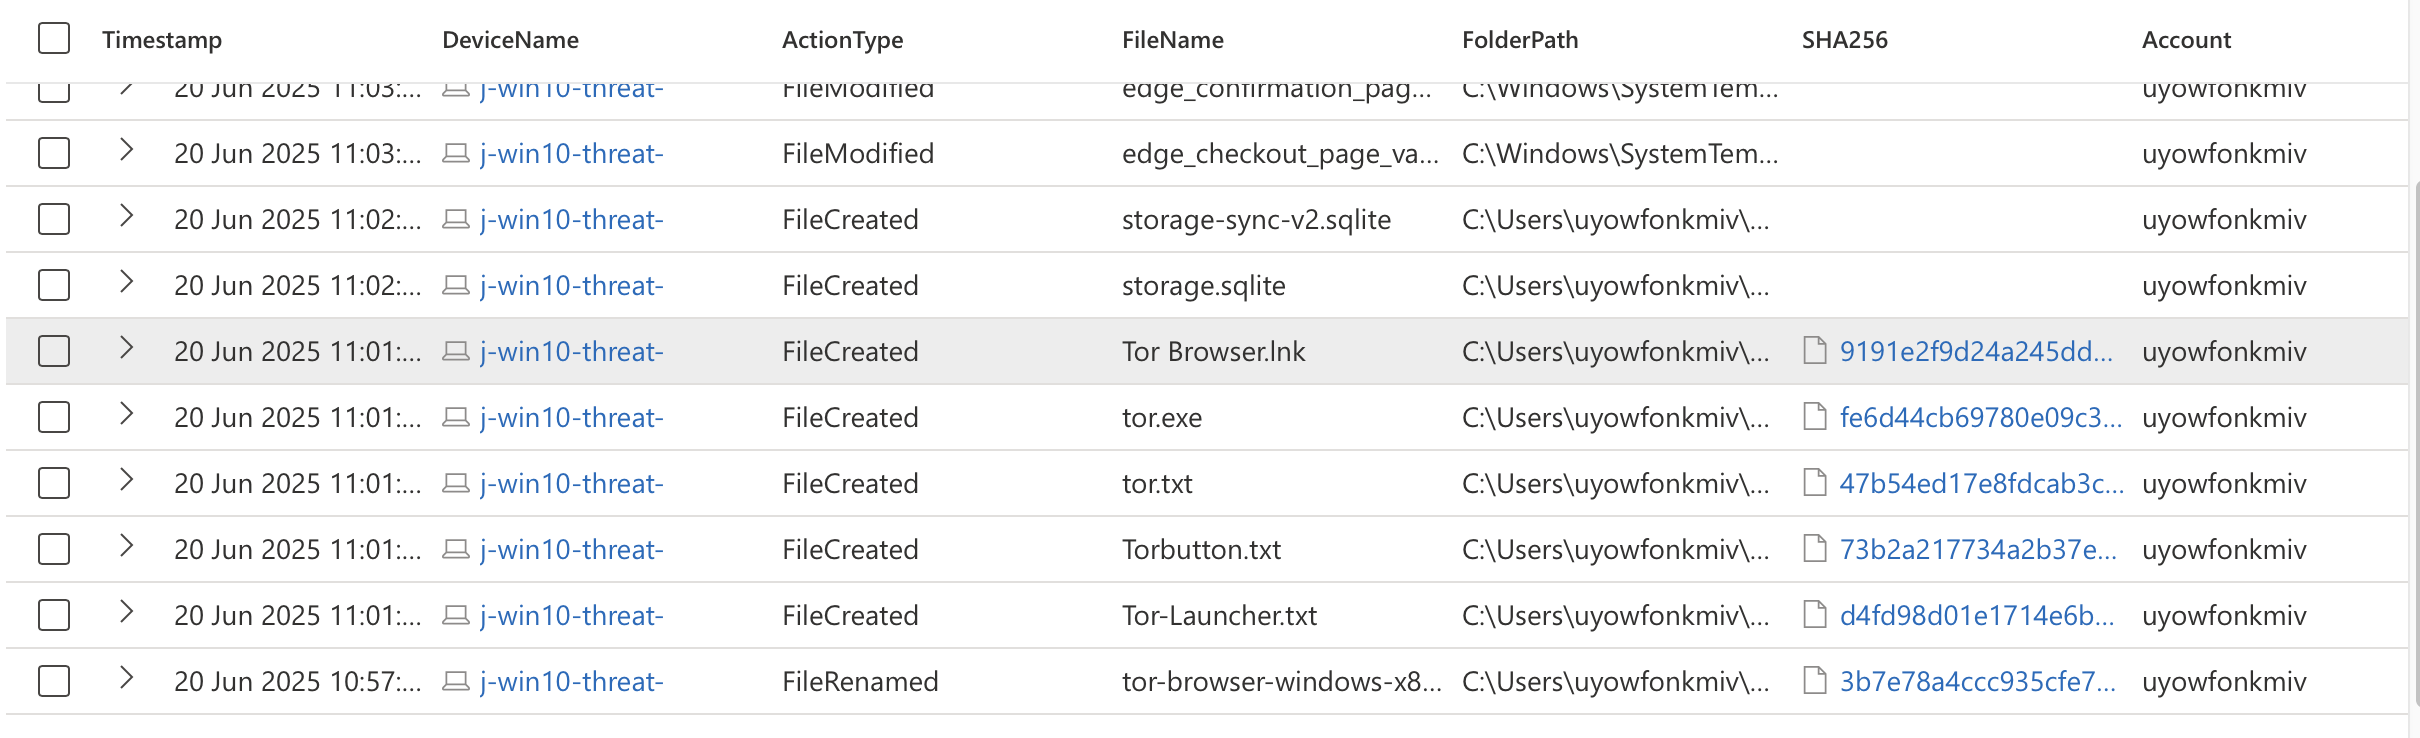 Timestamp DeviceName ActionType FileName FolderPath SHA256 Account
20 Jun 2025 11:03:... j-win10-threat- FileModified edge_confirmation_pag... C:\Windows\SystemTem... uyowfonkmiv
20 Jun 2025 11:03:... j-win10-threat- FileModified edge_checkout_page_va... C:\Windows\SystemTem... uyowfonkmiv
20 Jun 2025 11:02:... j-win10-threat- FileCreated storage-sync-v2.sqlite C:\Users\uyowfonkmiv\... uyowfonkmiv
20 Jun 2025 11:02:... j-win10-threat- FileCreated storage.sqlite C:\Users\uyowfonkmiv\... uyowfonkmiv
20 Jun 2025 11:01:... j-win10-threat- FileCreated Tor Browser.lnk C:\Users\uyowfonkmiv\... 9191e2f9d24a245dd... uyowfonkmiv
20 Jun 2025 11:01:... j-win10-threat- FileCreated tor.exe C:\Users\uyowfonkmiv\... fe6d44cb69780e09c3... uyowfonkmiv
20 Jun 2025 11:01:... j-win10-threat- FileCreated tor.txt C:\Users\uyowfonkmiv\... 47b54ed17e8fdcab3c... uyowfonkmiv
20 Jun 2025 11:01:... j-win10-threat- FileCreated Torbutton.txt C:\Users\uyowfonkmiv\... 73b2a217734a2b37e... uyowfonkmiv
20 Jun 2025 11:01:... j-win10-threat- FileCreated Tor-Launcher.txt C:\Users\uyowfonkmiv\... d4fd98d01e1714e6b... uyowfonkmiv
20 Jun 2025 10:57:... j-win10-threat- FileRenamed tor-browser-windows-x8... C:\Users\uyowfonkmiv\... 3b7e78a4ccc935cfe7... uyowfonkmiv